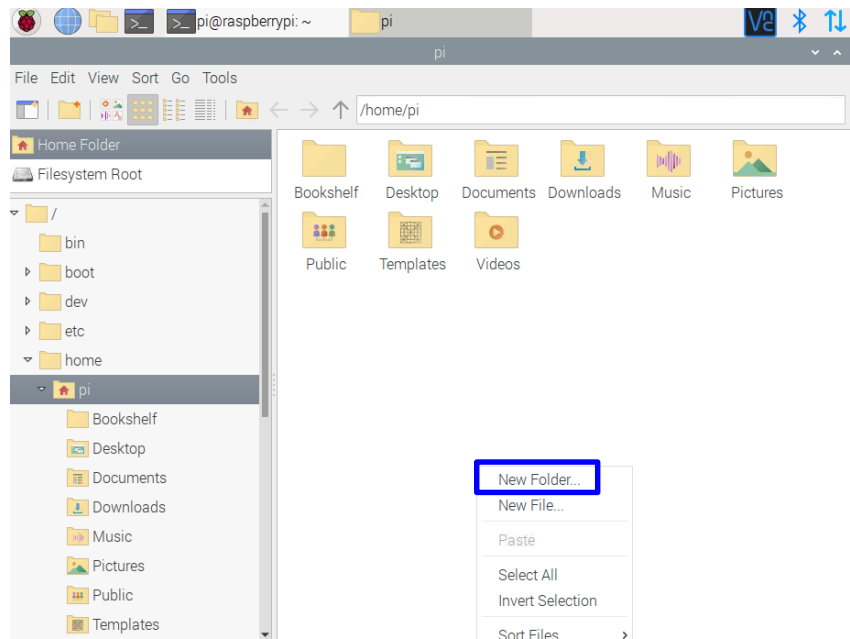 pi@raspberrypi: ~
pi
VE
pi
File Edit View Sort Go Tools
/home/pi
Home Folder
Filesystem Root
/
bin
boot
dev
etc
home
pi
Bookshelf
Desktop
Documents
Downloads
Music
Pictures
Public
Templates
Bookshelf Desktop Documents Downloads Music Pictures
Public Templates Videos
New Folder...
New File...
Paste
Select All
Invert Selection
Sort Files